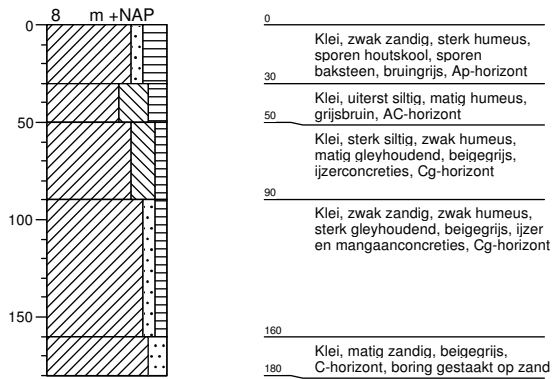 8 m +NAP
0
50
100
150
0
Klei, zwak zandig, sterk humeus,
sporen houtskool, sporen
baksteen, bruingrijs, Ap-horizont
30
Klei, uiterst siltig, matig humeus,
grijsbruin, AC-horizont
50
Klei, sterk siltig, zwak humeus,
matig gleyhoudend, beigegrijs,
ijzerconcreties, Cg-horizont
90
Klei, zwak zandig, zwak humeus,
sterk gleyhoudend, beigegrijs, ijzer
en mangaanconcreties, Cg-horizont
160
Klei, matig zandig, beigegrijs,
C-horizont, boring gestaakt op zand
180